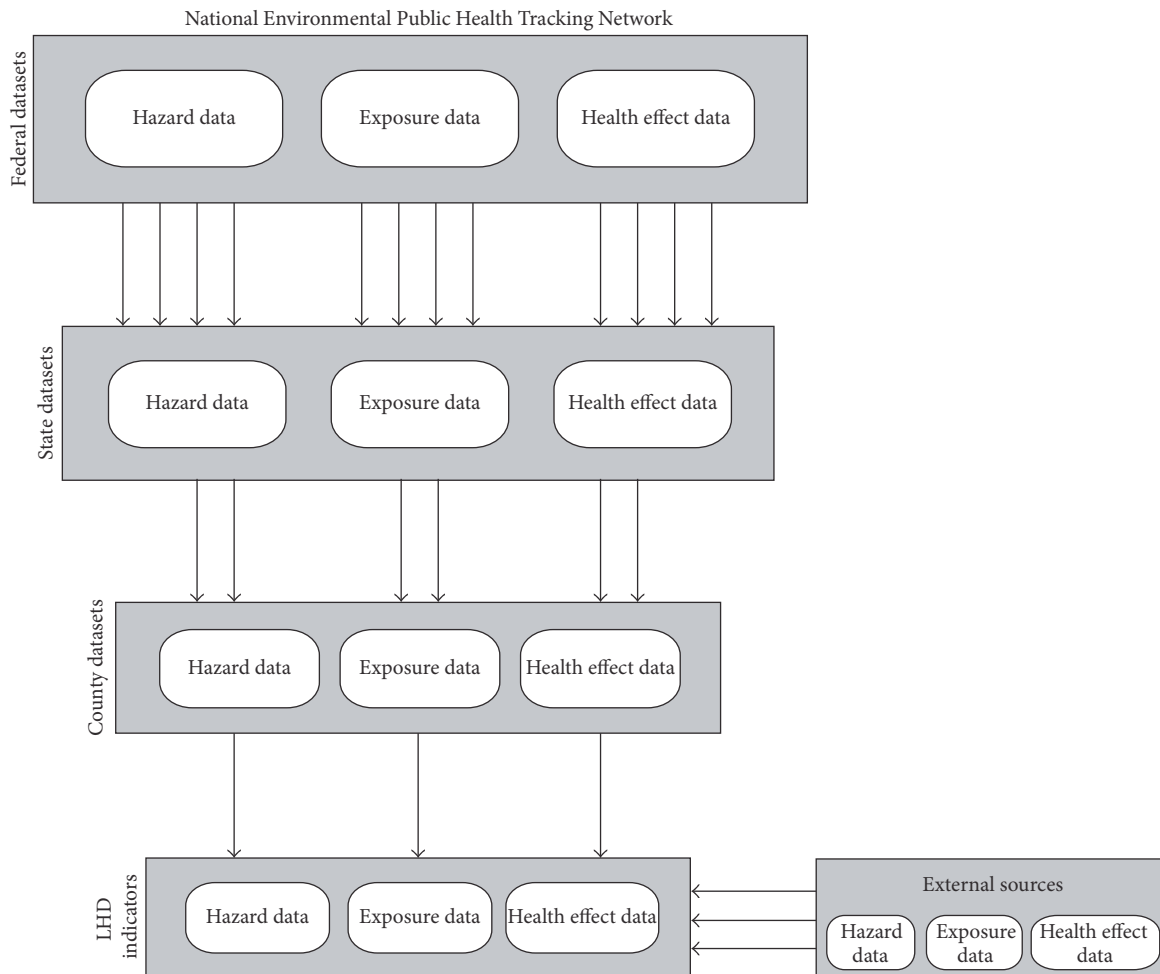 National Environmental Public Health Tracking Network
Federal datasets
Hazard data
Exposure data
Health effect data
State datasets
Hazard data
Exposure data
Health effect data
County datasets
Hazard data
Exposure data
Health effect data
LHD
indicators
Hazard data
Exposure data
Health effect data
External sources
Hazard
data
Exposure
data
Health effect
data